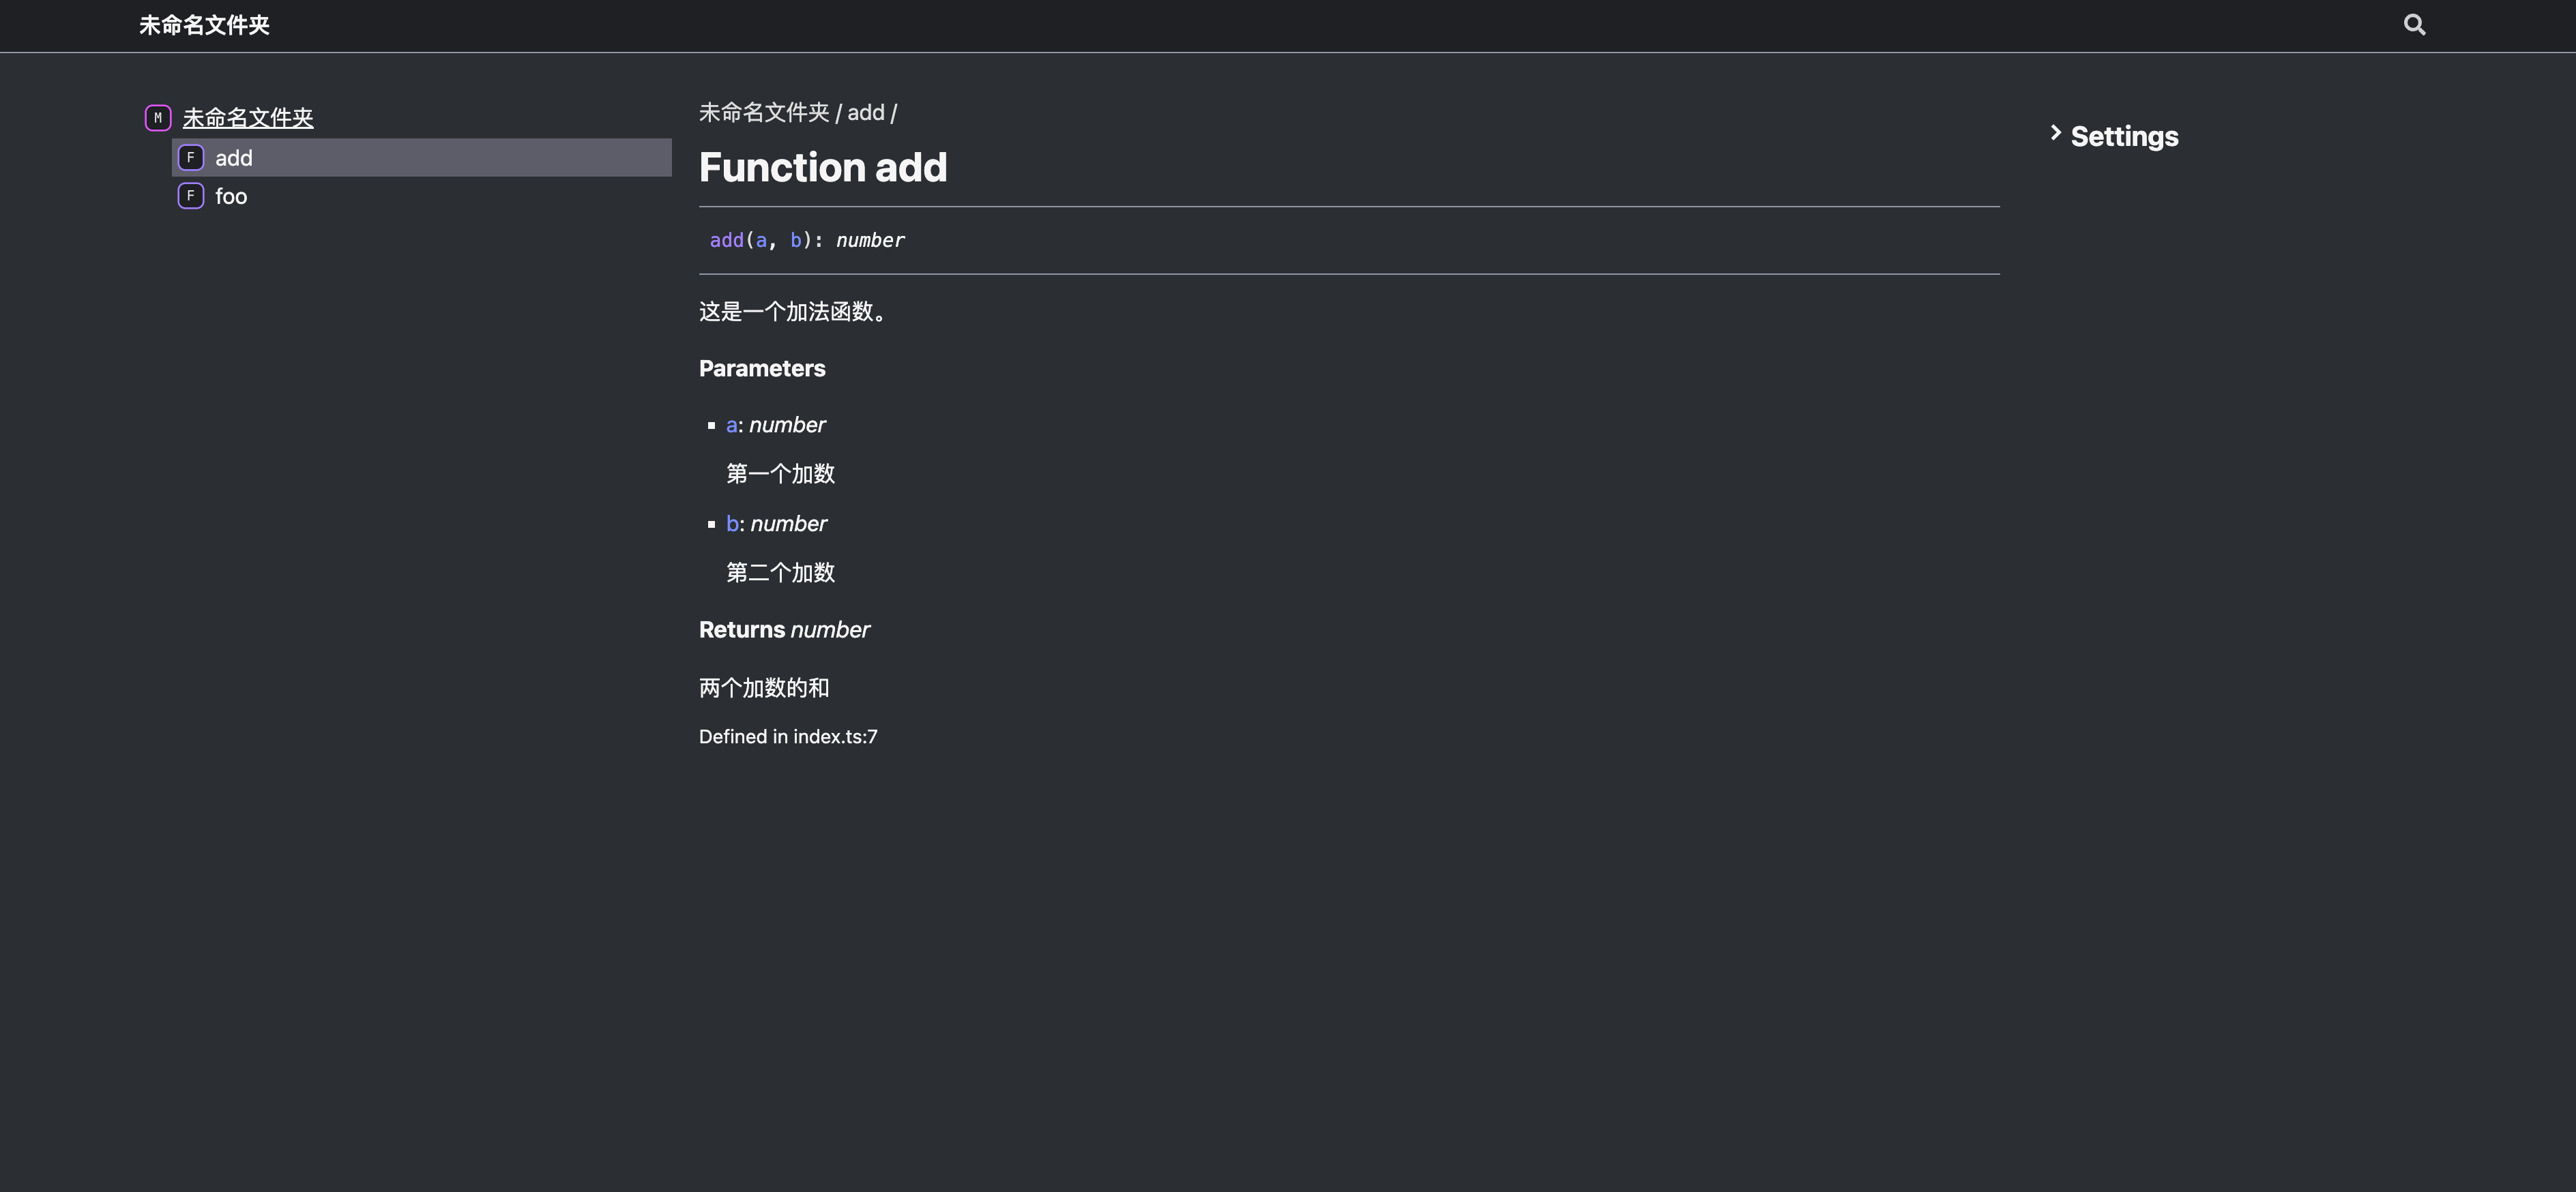 未命名文件夹
M 未命名文件夹
F add
F foo
未命名文件夹 / add /
Function add
add(a, b): number
这是一个加法函数。
Parameters
a: number
第一个加数
b: number
第二个加数
Returns number
两个加数的和
Defined in index.ts:7
Settings